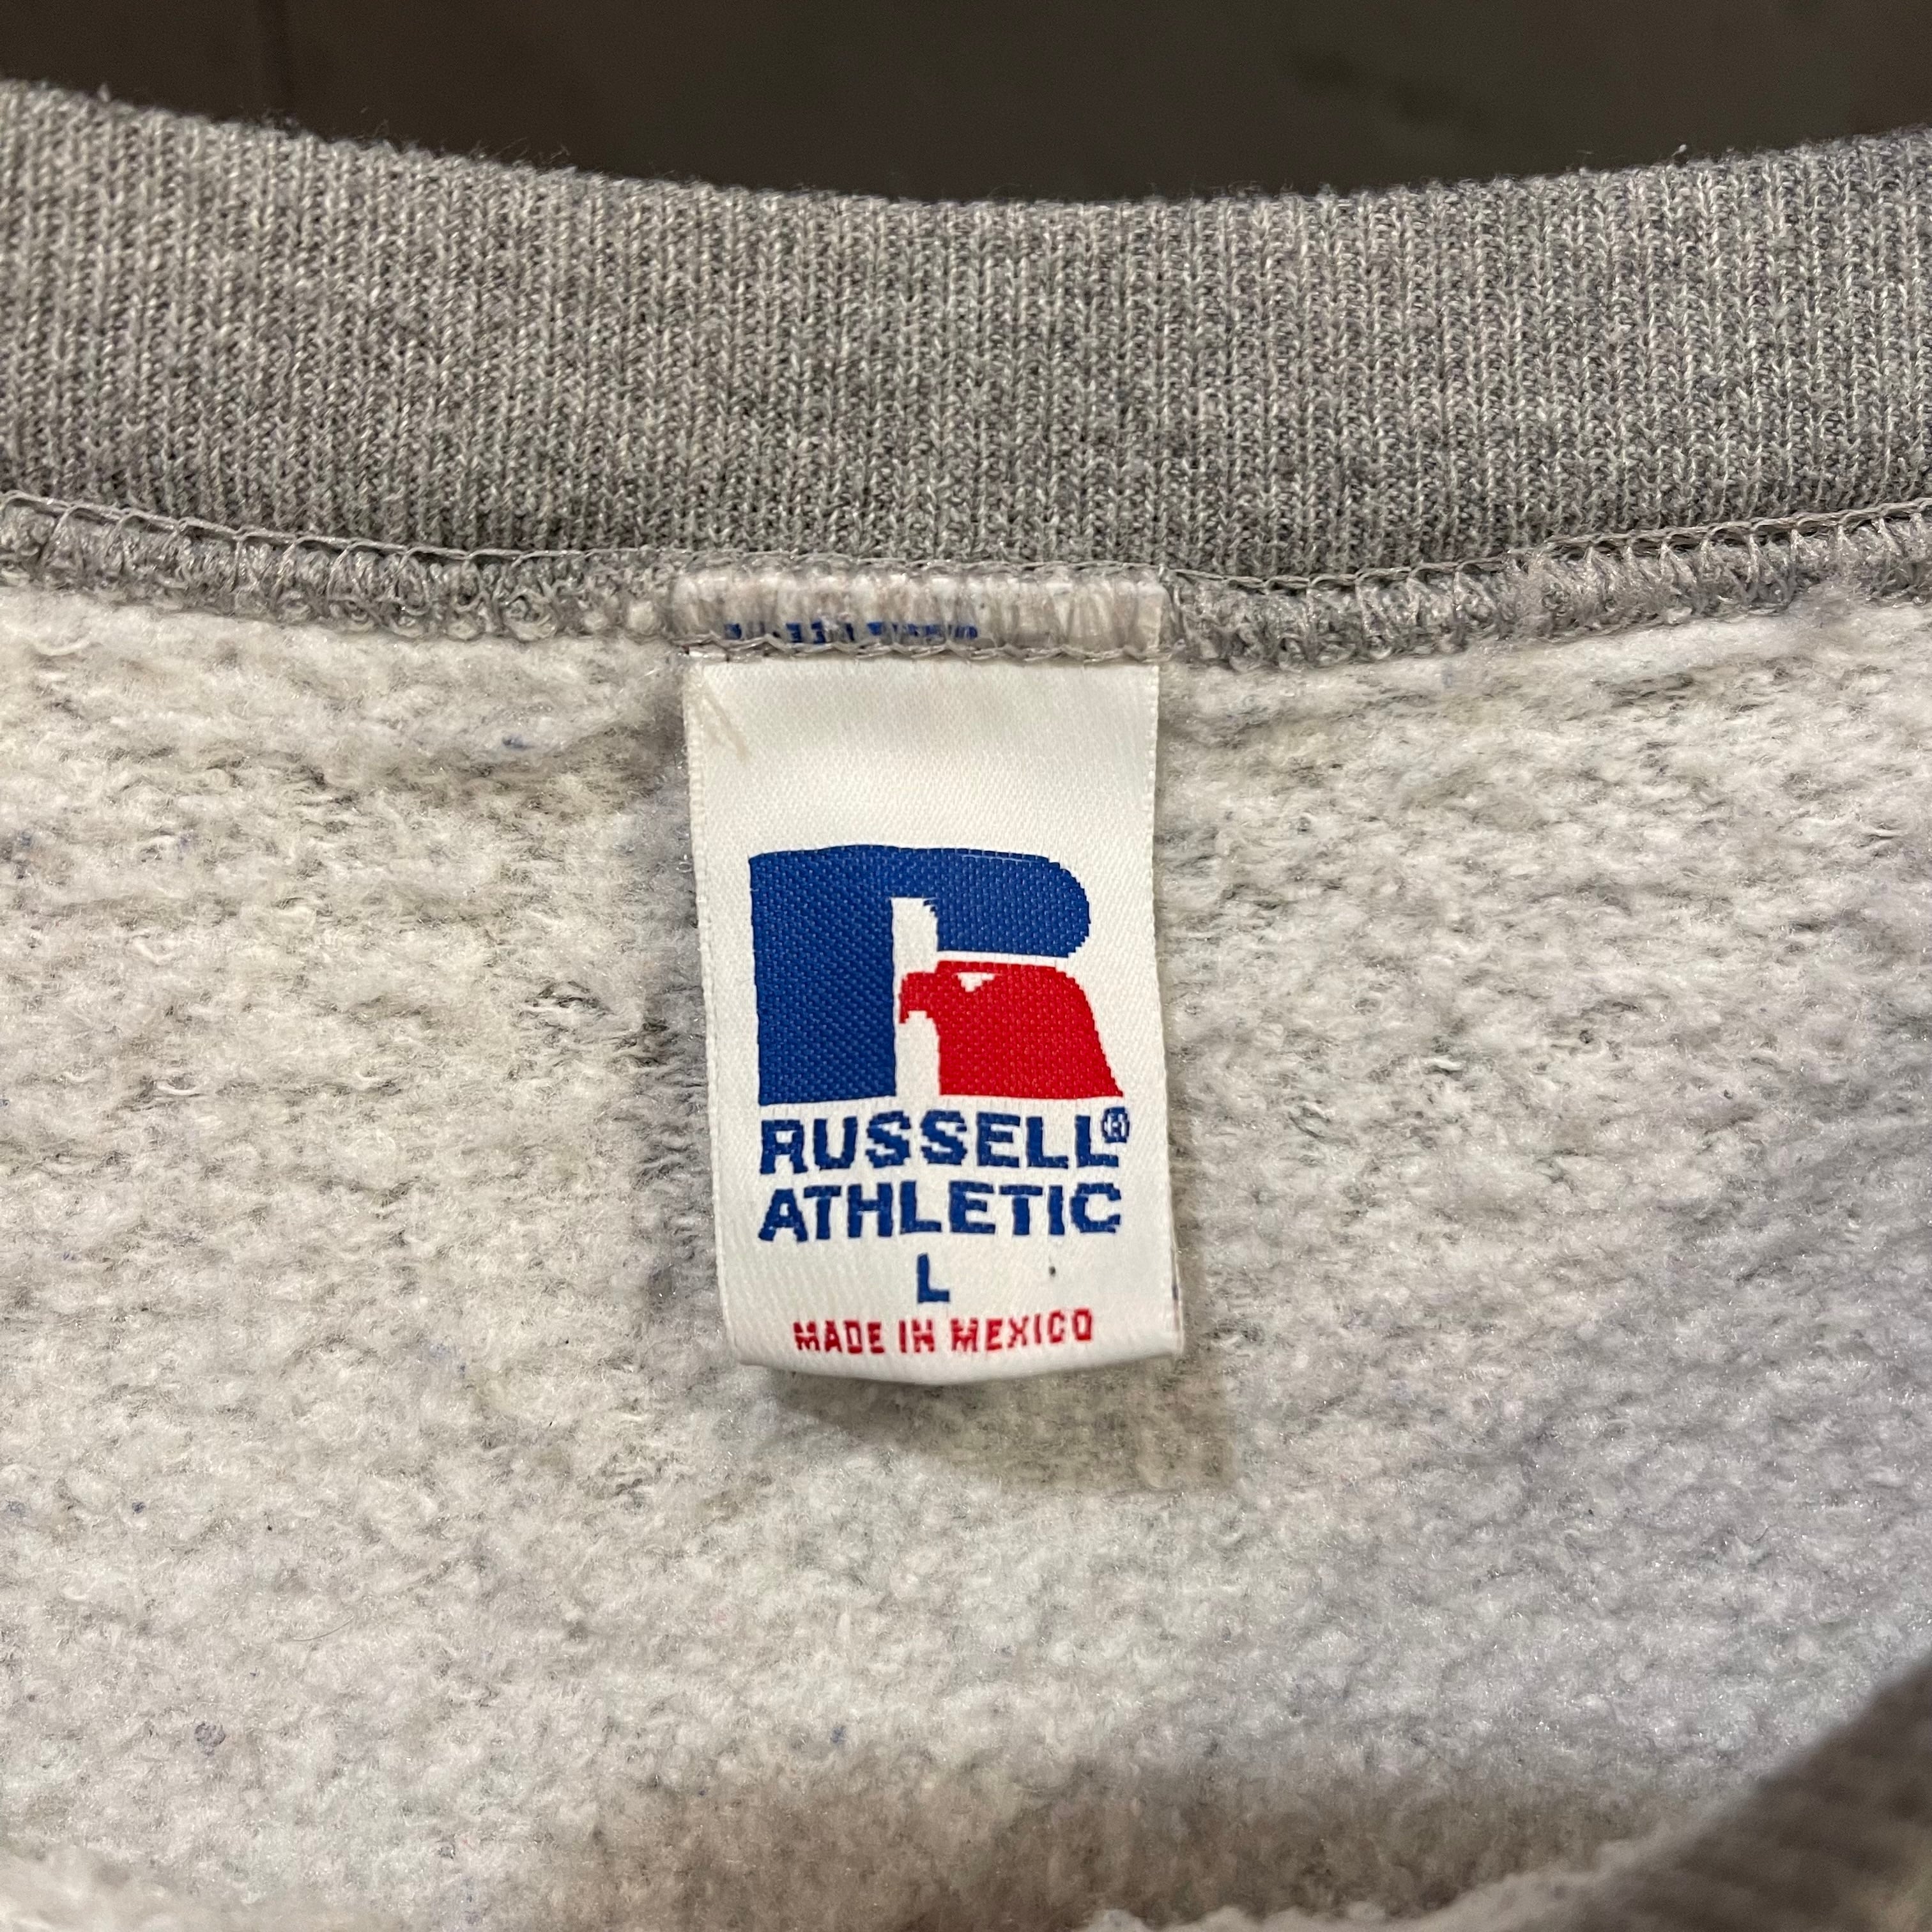 RUSSELL®
ATHLETIC
L
MADE IN MEXICO